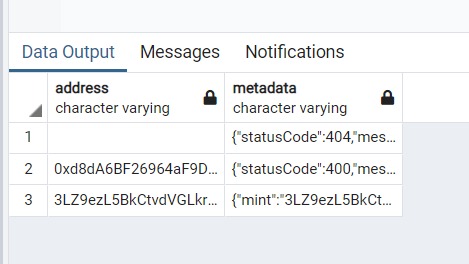 Data Output Messages Notifications
address metadata
character varying character varying
1 {"statusCode":404,"mes...
2 0xd8dA6BF26964aF9D... {"statusCode":400,"mes...
3 3LZ9ezL5BkCtvdVGLkr... {"mint":"3LZ9ezL5BkCt...